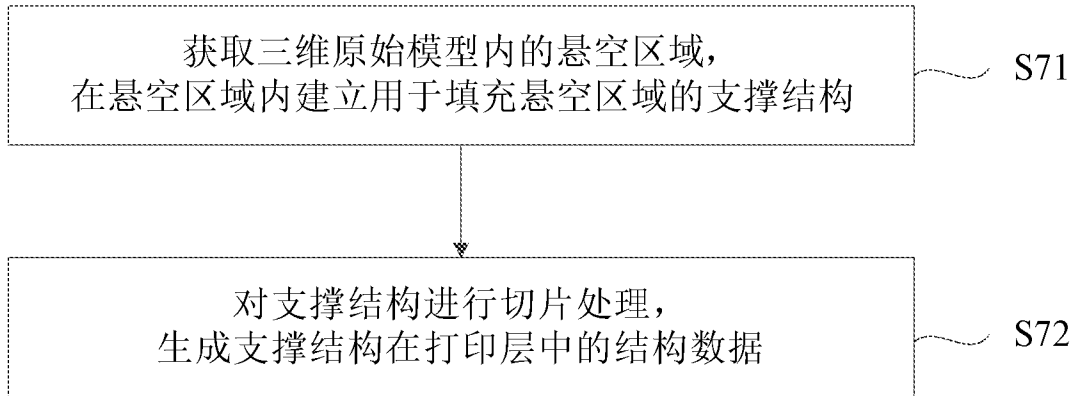 获取三维原始模型内的悬空区域，
在悬空区域内建立用于填充悬空区域的支撑结构
S71
对支撑结构进行切片处理，
生成支撑结构在打印层中的结构数据
S72